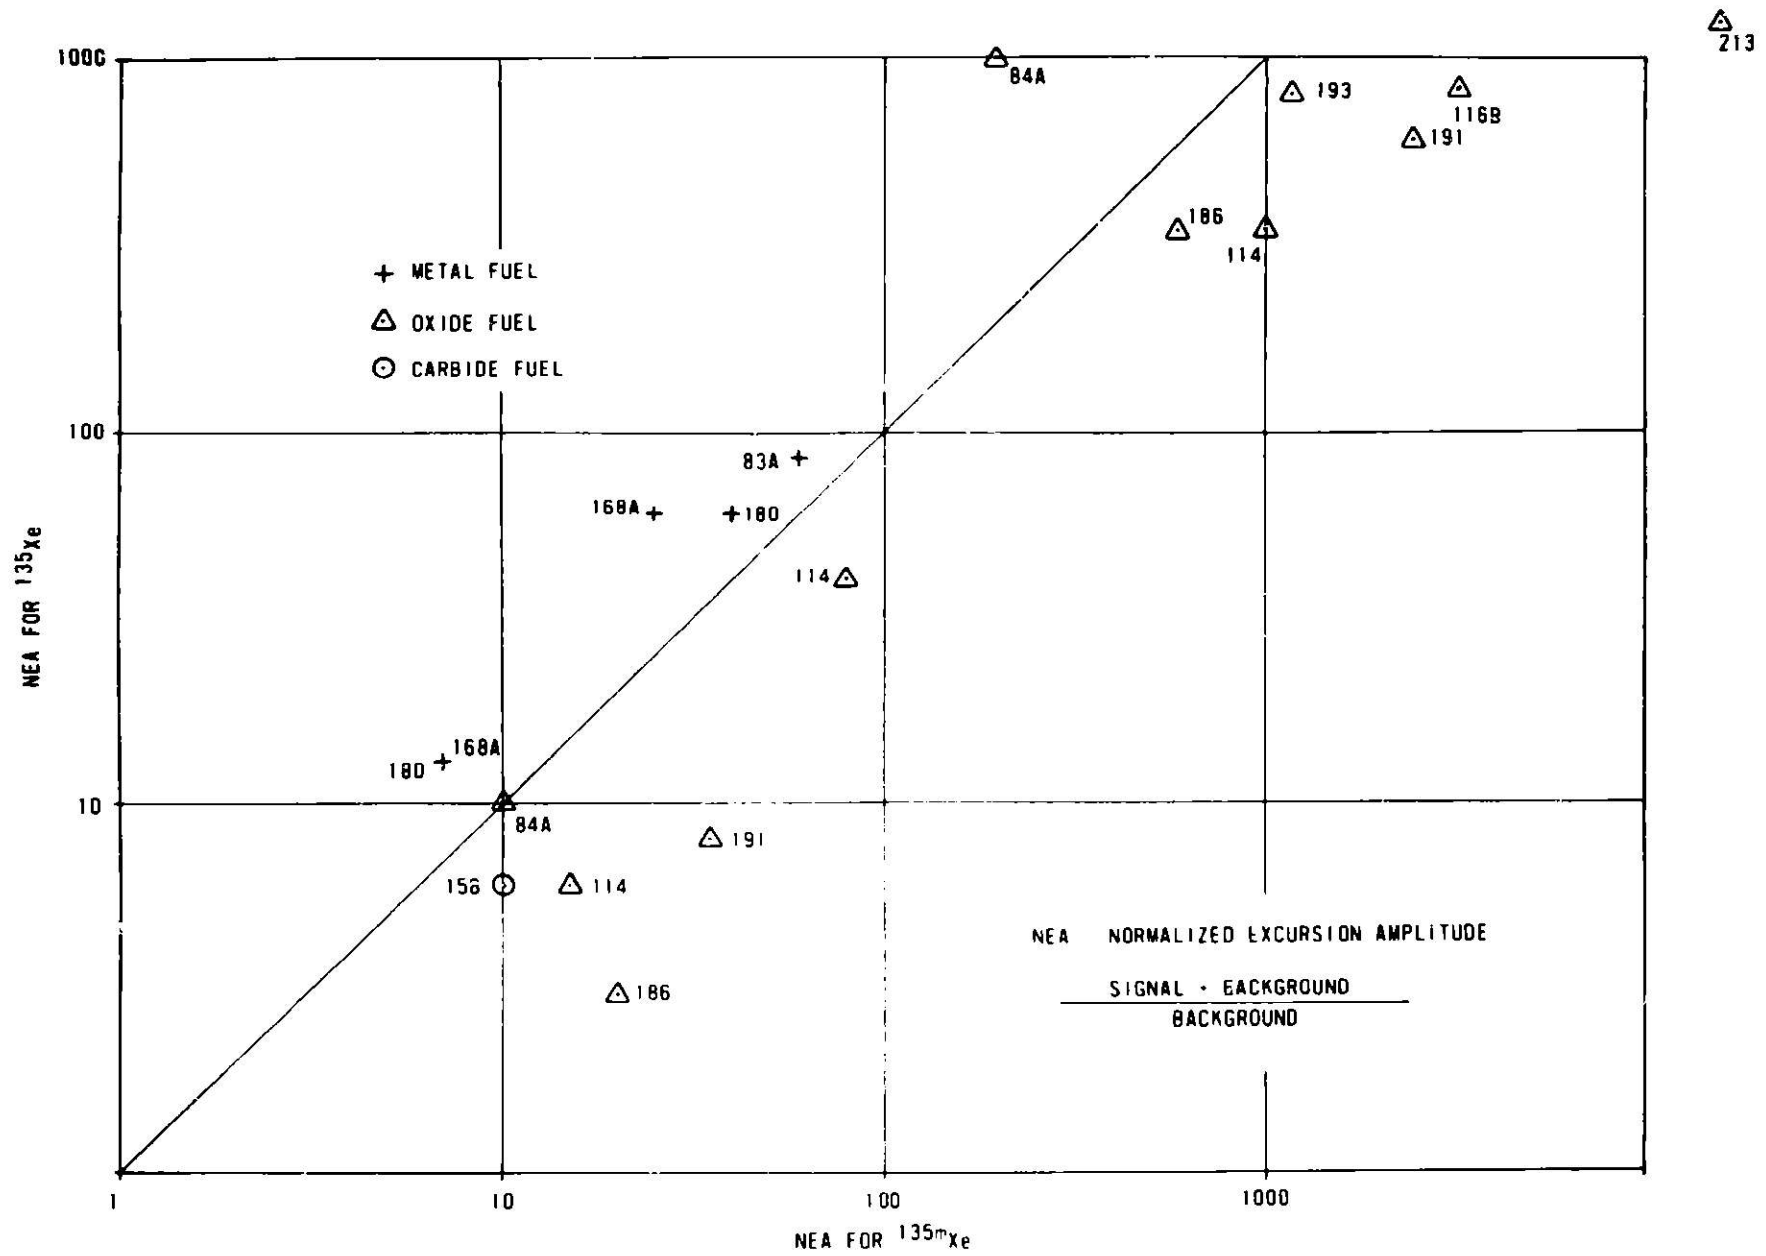 213
100C
84A
193
116B
191
186
114
METAL FUEL
OXIDE FUEL
CARBIDE FUEL
100
83A
168A
180
114
NEA FOR 135Xe
168A
180
10
84A
191
156
114
186
NEA NORMALIZED EXCURSION AMPLITUDE
SIGNAL - EACKGROUND
BACKGROUND
1
10
100
1000
NEA FOR 135mXe